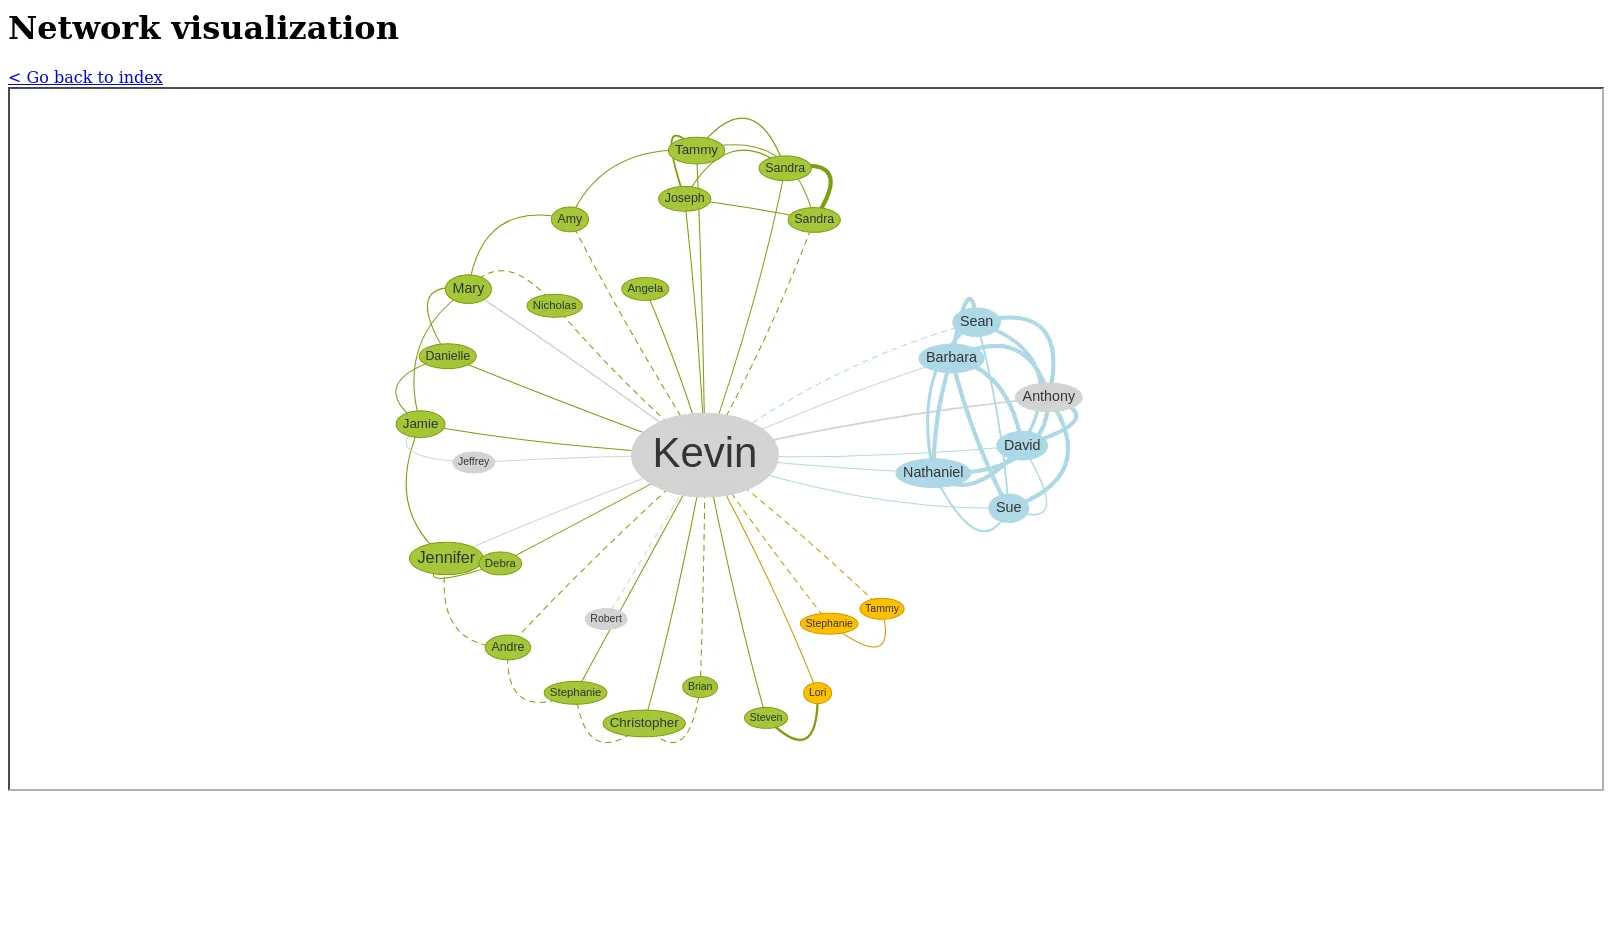 Network visualization
< Go back to index
Tammy
Sandra
Joseph
Amy
Sandra
Mary
Nicholas
Angela
Sean
Danielle
Barbara
Anthony
Jamie
Kevin
David
Jeffrey
Nathaniel
Sue
Jennifer
Debra
Robert
Tammy
Stephanie
Andre
Stephanie
Brian
Lori
Christopher
Steven